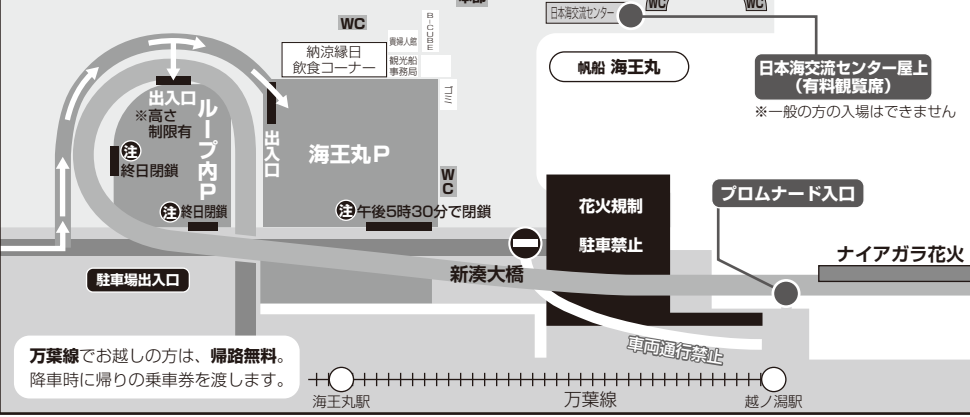 WC
B-CUBE
貴婦人館
納涼縁日
飲食コーナー
観光船
事務局
ゴミ
日本海交流センター
WC
WC
帆船 海王丸
日本海交流センター屋上
（有料観覧席）
※一般の方の入場はできません
出入口
※高さ
制限有
ループ内P
出入口
海王丸P
注
終日閉鎖
注終日閉鎖
注午後5時30分で閉鎖
WC
花火規制
駐車禁止
プロムナード入口
ナイアガラ花火
新湊大橋
駐車場出入口
車両通行禁止
万葉線でお越しの方は、帰路無料。
降車時に帰りの乗車券を渡します。
海王丸駅
万葉線
越ノ潟駅